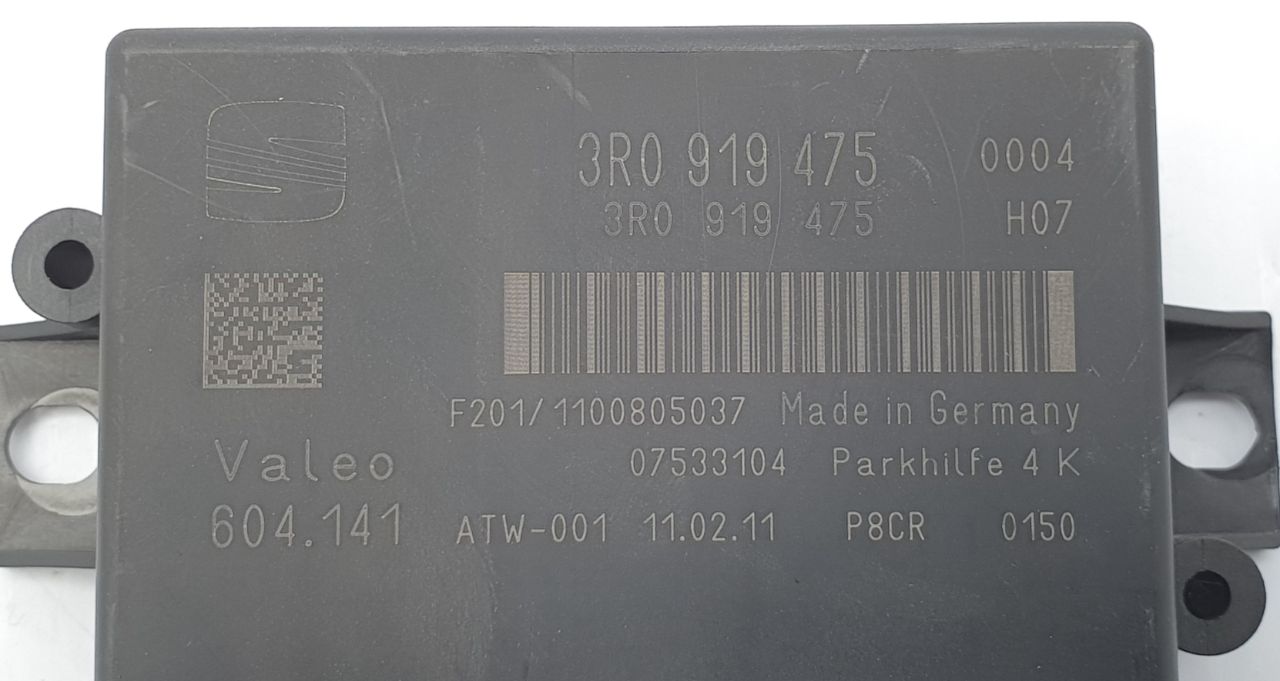 3R0 919 475 0004
3R0 919 475 H07
F201/1100805037 Made in Germany
Valeo 07533104 Parkhilfe 4 K
604.141 ATW-001 11.02.11 P8CR 0150